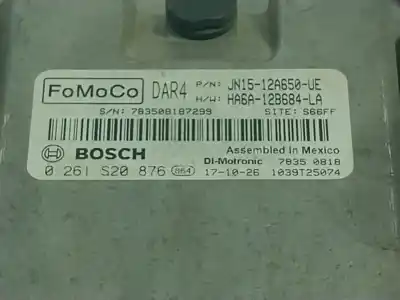 FoMoCo DAR4 P/N: JN15-12A650-UE
H/W: HA6A-12B684-LA
S/N: 783508187299 SITE: S66FF
BOSCH Assembled in Mexico
DI-Motronic 7835 0818
0 261 S20 876 864 17-10-26 1039T25074